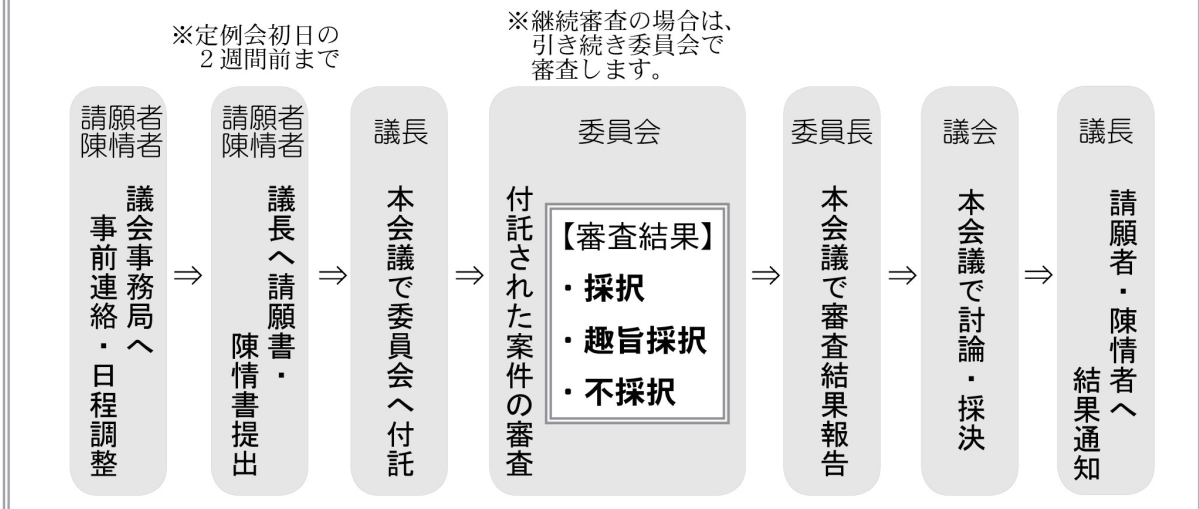 ※定例会初日の
２週間前まで
※継続審査の場合は、
引き続き委員会で
審査します。
請願者
陳情者
議会事務局へ
事前連絡・日程調整
⇒
請願者
陳情者
議長へ請願書・
陳情書提出
⇒
議長
本会議で委員会へ付託
⇒
委員会
付託された案件の審査
【審査結果】
・採択
・趣旨採択
・不採択
⇒
委員長
本会議で審査結果報告
⇒
議会
本会議で討論・採決
⇒
議長
請願者・陳情者へ
結果通知